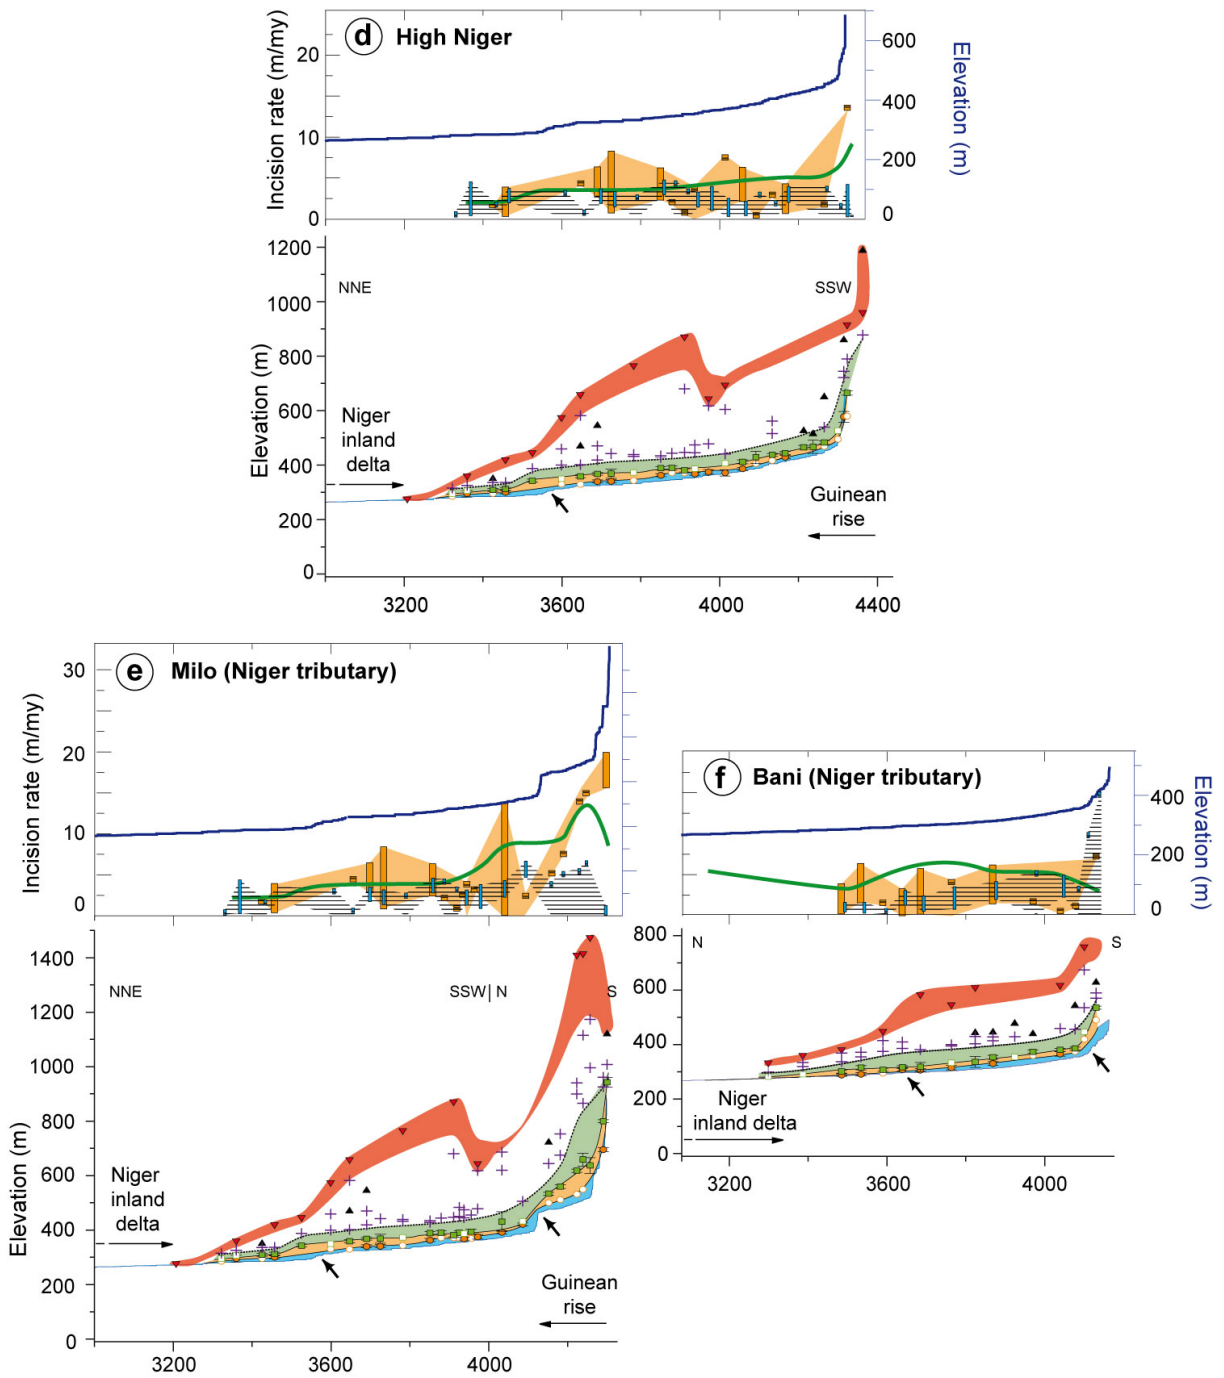 d High Niger
Incision rate (m/my)
20
10
0
Elevation (m)
600
400
200
0
1200
1000
800
600
400
200
0
Elevation (m)
NNE
SSW
Niger
inland
delta
Guinean
rise
3200
3600
4000
4400
e Milo (Niger tributary)
Incision rate (m/my)
30
20
10
0
1400
1200
1000
800
600
400
200
0
Elevation (m)
NNE
SSW| N
S
Niger
inland
delta
Guinean
rise
3200
3600
4000
f Bani (Niger tributary)
Elevation (m)
400
200
0
800
600
400
200
0
N
S
Niger
inland delta
3200
3600
4000